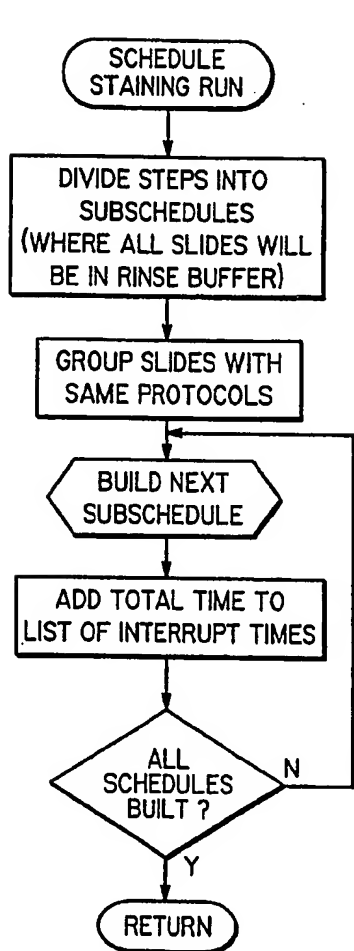 SCHEDULE
STAINING RUN
DIVIDE STEPS INTO
SUBSCHEDULES
(WHERE ALL SLIDES WILL
BE IN RINSE BUFFER)
GROUP SLIDES WITH
SAME PROTOCOLS
BUILD NEXT
SUBSCHEDULE
ADD TOTAL TIME TO
LIST OF INTERRUPT TIMES
ALL
SCHEDULES
BUILT ?
N
Y
RETURN